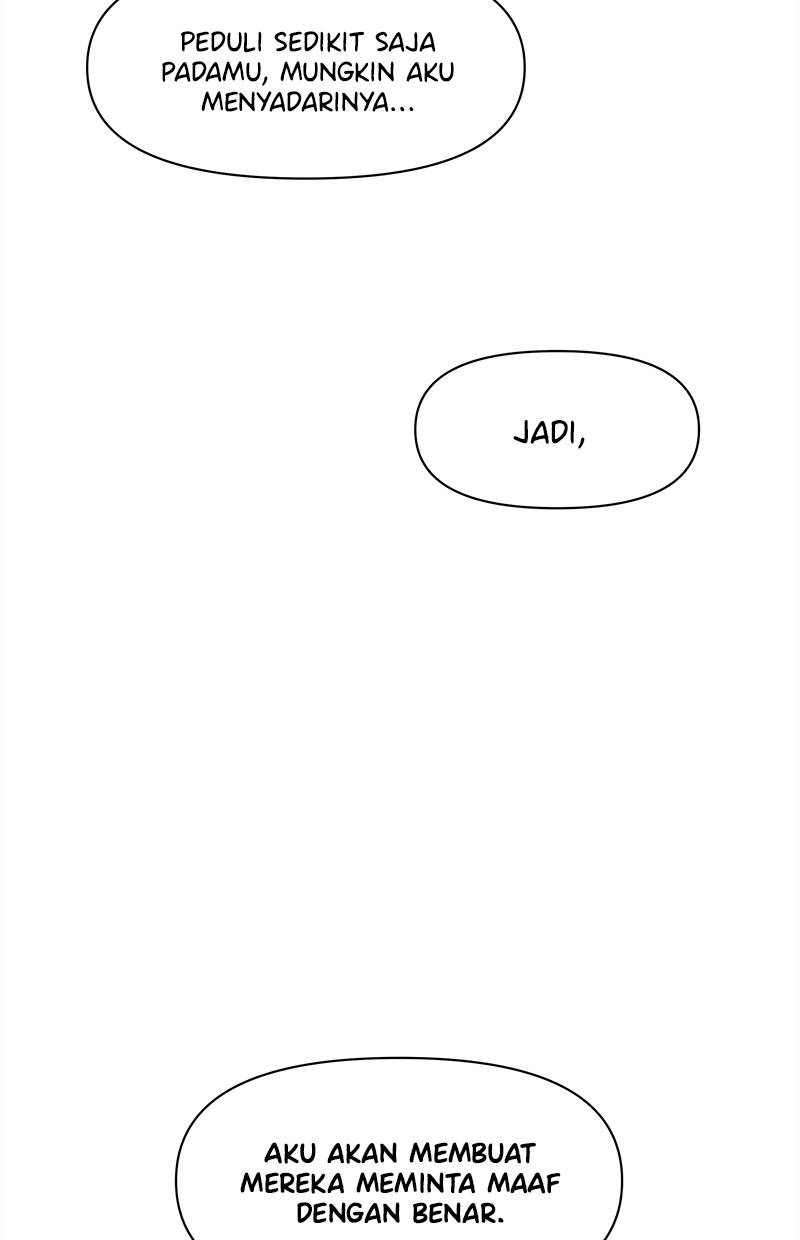 PEDULI SEDIKIT SAJA
PADAMU, MUNGKIN AKU
MENYADARINYA...
JADI,
AKU AKAN MEMBUAT
MEREKA MEMINTA MAAF
DENGAN BENAR.